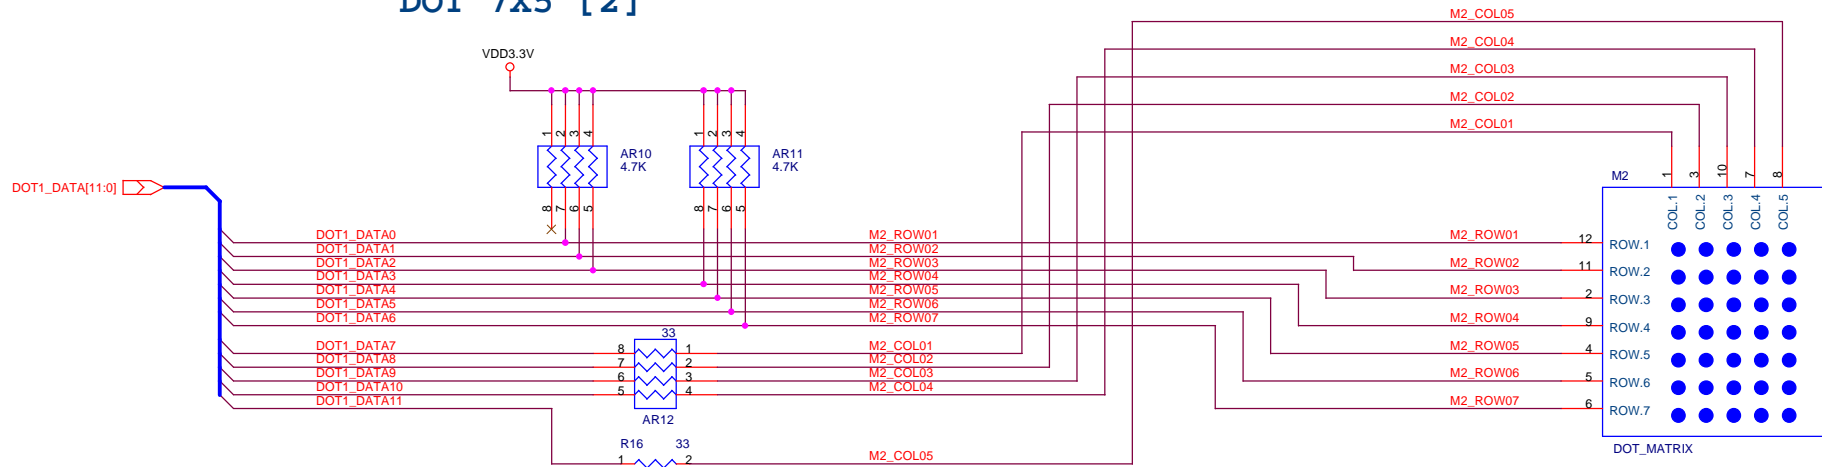 DOT 7X5 [2]
M2_COL05
M2_COL04
M2_COL03
M2_COL02
M2_COL01
VDD3.3V
1 2 3 4
AR10
4.7K
8 7 6 5
1 2 3 4
AR11
4.7K
8 7 6 5
DOT1_DATA[11:0]
M2
1 3 10 7 8
COL.1 COL.2 COL.3 COL.4 COL.5
DOT1_DATA0 M2_ROW01 M2_ROW01 12 ROW.1
DOT1_DATA1 M2_ROW02 M2_ROW02 11 ROW.2
DOT1_DATA2 M2_ROW03 M2_ROW03 2 ROW.3
DOT1_DATA3 M2_ROW04 M2_ROW04 9 ROW.4
DOT1_DATA4 M2_ROW05 M2_ROW05 4 ROW.5
DOT1_DATA5 M2_ROW06 M2_ROW06 5 ROW.6
DOT1_DATA6 M2_ROW07 M2_ROW07 6 ROW.7
33
DOT1_DATA7 8 1 M2_COL01
DOT1_DATA8 7 2 M2_COL02
DOT1_DATA9 6 3 M2_COL03
DOT1_DATA10 5 4 M2_COL04
DOT1_DATA11
AR12
R16 33
1 2 M2_COL05
DOT_MATRIX